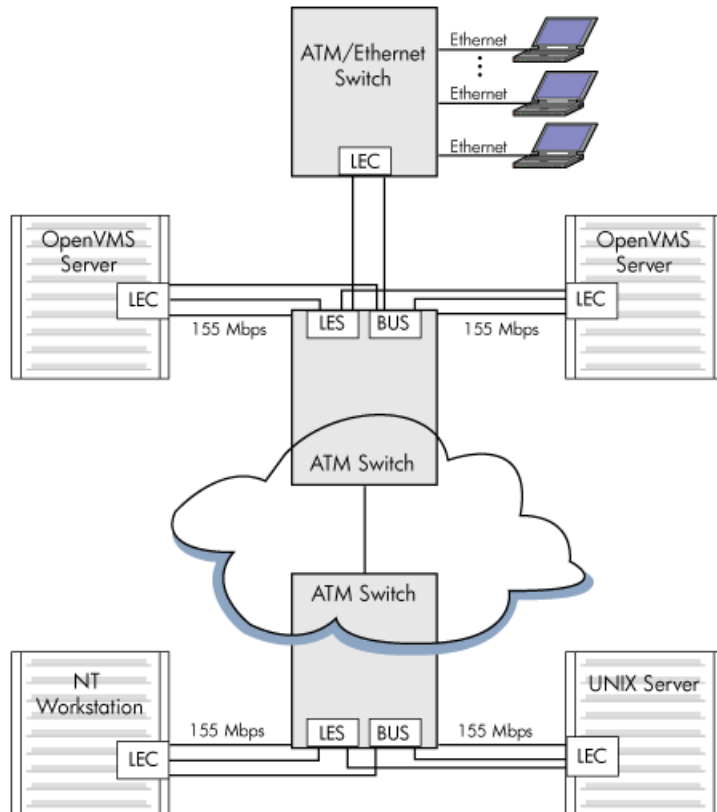 ATM/Ethernet
Switch
Ethernet
Ethernet
Ethernet
LEC
OpenVMS
Server
OpenVMS
Server
LEC
LEC
155 Mbps
LES
BUS
155 Mbps
ATM Switch
ATM Switch
NT
Workstation
UNIX Server
155 Mbps
LES
BUS
155 Mbps
LEC
LEC